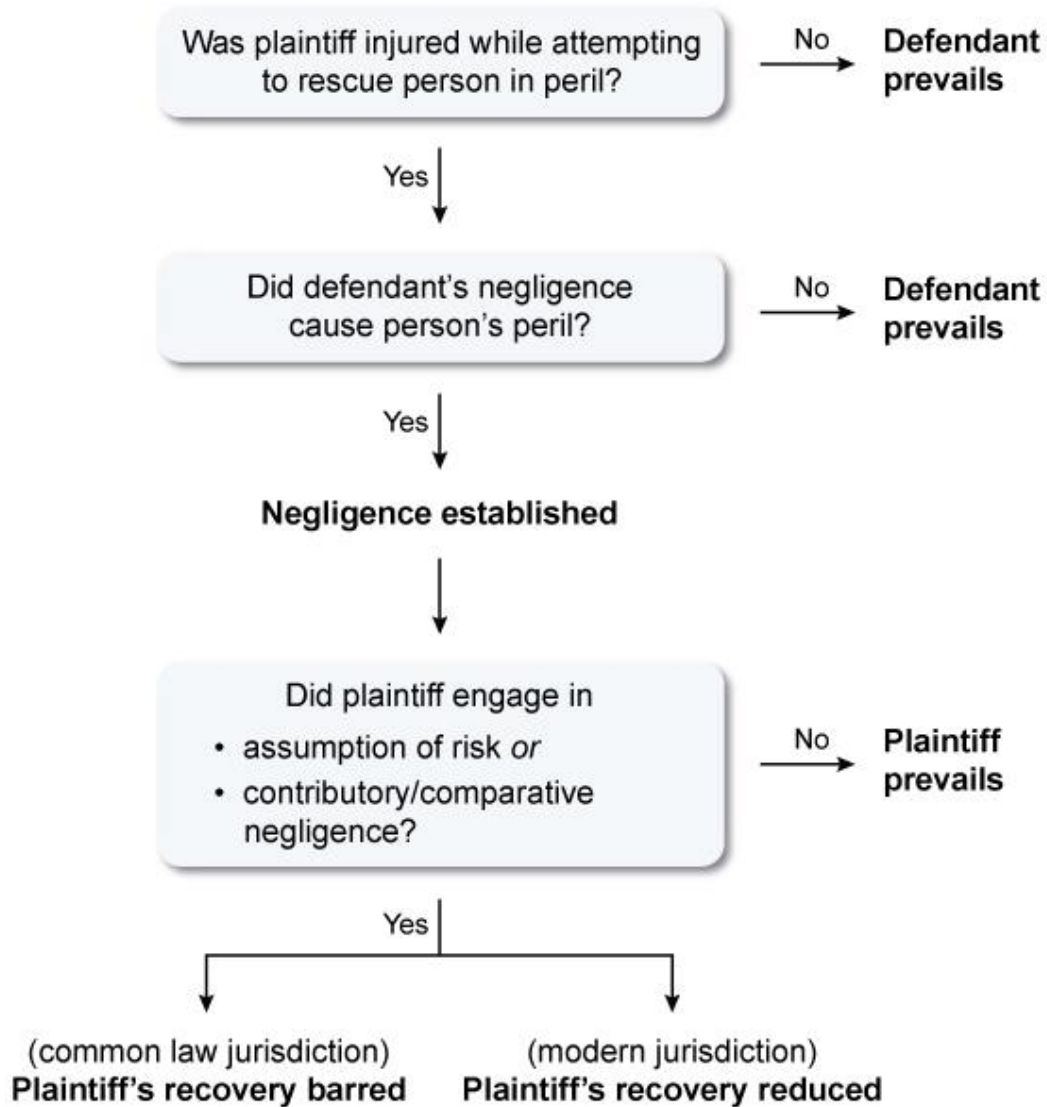 Was plaintiff injured while attempting
to rescue person in peril?
No
Defendant
prevails
Yes
Did defendant’s negligence
cause person’s peril?
No
Defendant
prevails
Yes
Negligence established
Did plaintiff engage in
• assumption of risk or
• contributory/comparative
negligence?
No
Plaintiff
prevails
Yes
(common law jurisdiction)
Plaintiff’s recovery barred
(modern jurisdiction)
Plaintiff’s recovery reduced